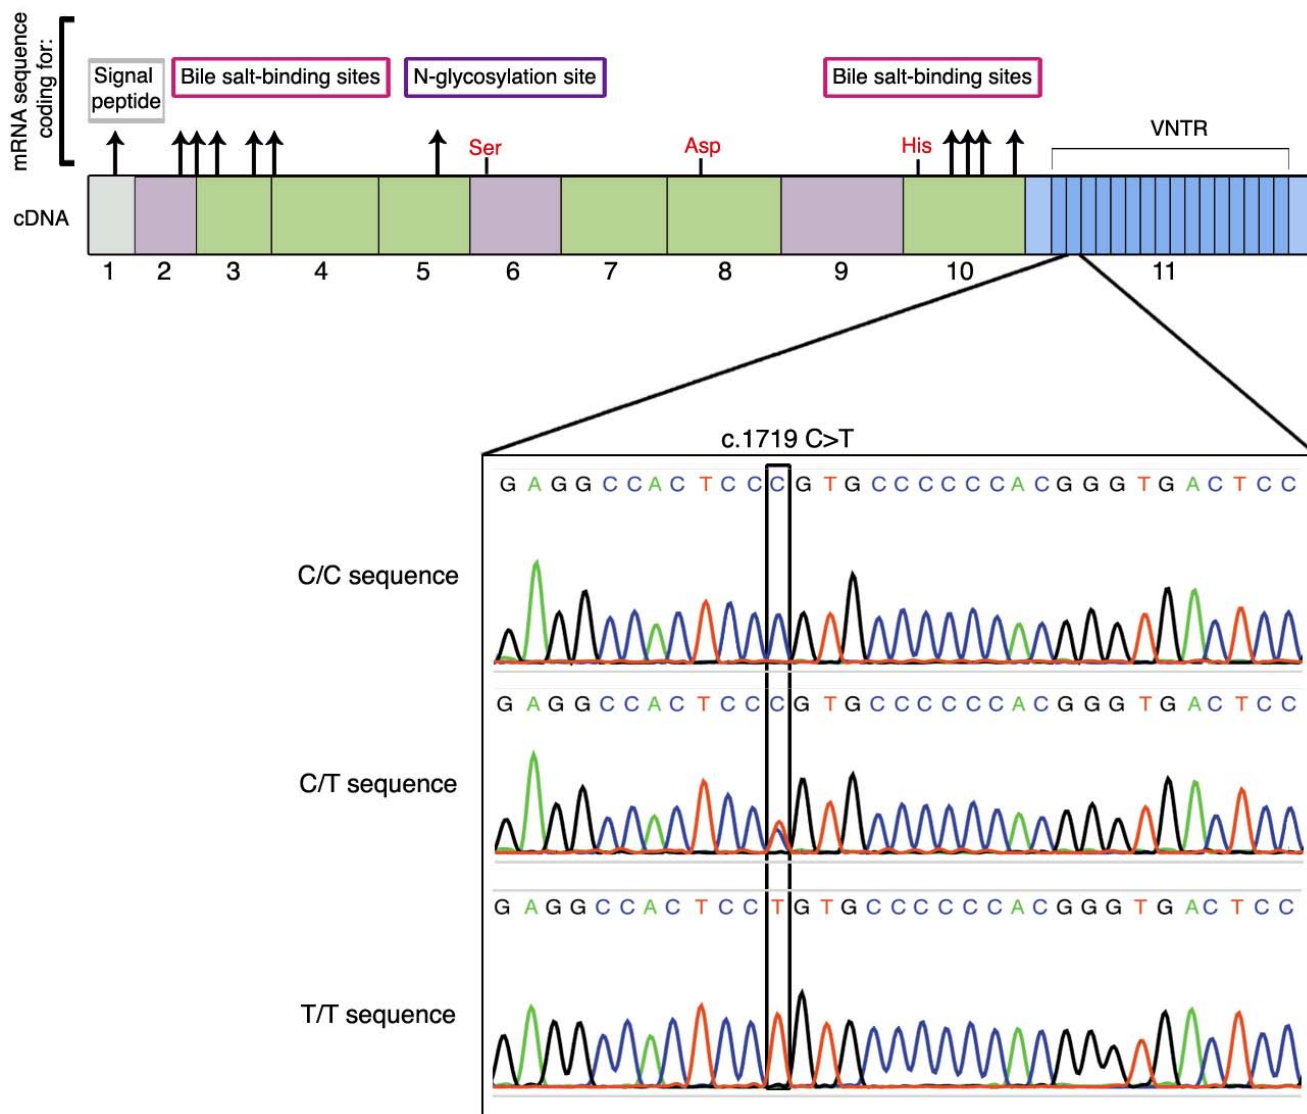 mRNA sequence
coding for:
Signal
peptide
Bile salt-binding sites
N-glycosylation site
Bile salt-binding sites
VNTR
Ser
Asp
His
cDNA
1 2 3 4 5 6 7 8 9 10 11
c.1719 C>T
G A G G C C A C T C C C G T G C C C C C C A C G G G T G A C T C C
C/C sequence
G A G G C C A C T C C C G T G C C C C C C A C G G G T G A C T C C
C/T sequence
G A G G C C A C T C C T G T G C C C C C C A C G G G T G A C T C C
T/T sequence